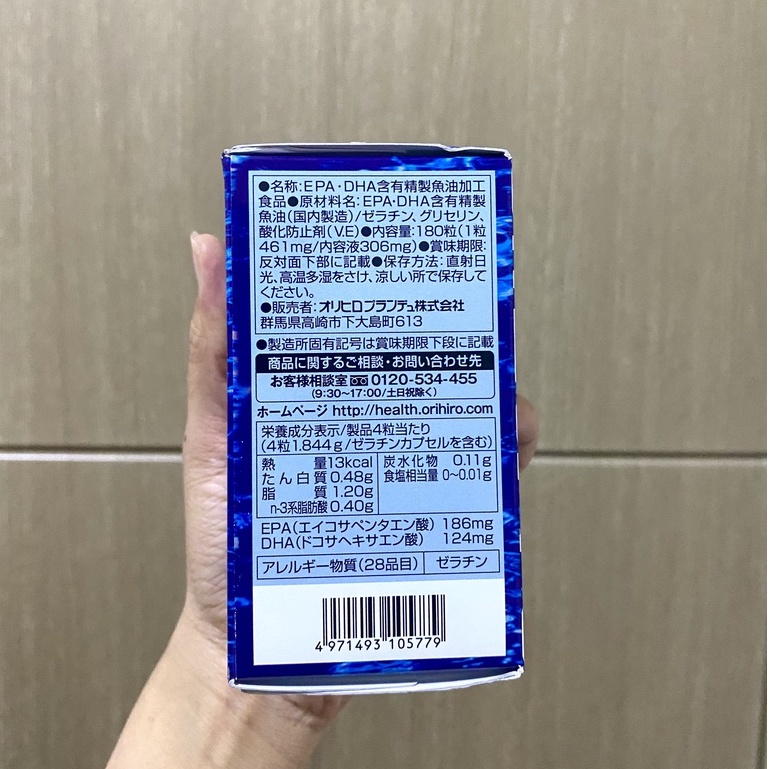 ●名称:EPA・DHA含有精製魚油加工
食品●原材料名:EPA・DHA含有精製
魚油(国内製造)/ゼラチン、グリセリン、
酸化防止剤(V.E)●内容量:180粒(1粒
461mg/内容液306mg)●賞味期限:
反対面下部に記載●保存方法:直射日
光、高温多湿をさけ、涼しい所で保存して
ください。
●販売者:オリヒロプランデュ株式会社
群馬県高崎市下大島町613
●製造所固有記号は賞味期限下段に記載
商品に関するご相談・お問い合わせ先
お客様相談室 0120-534-455
(9:30〜17:00/土日祝除く)
ホームページ http://health.orihiro.com
栄養成分表示/製品4粒当たり
(4粒1.844g/ゼラチンカプセルを含む)
熱量13kcal 炭水化物 0.11g
たん白質 0.48g 食塩相当量 0〜0.01g
脂質 1.20g
n-3系脂肪酸 0.40g
EPA(エイコサペンタエン酸) 186mg
DHA(ドコサヘキサエン酸) 124mg
アレルギー物質(28品目) ゼラチン
4 971493 105779